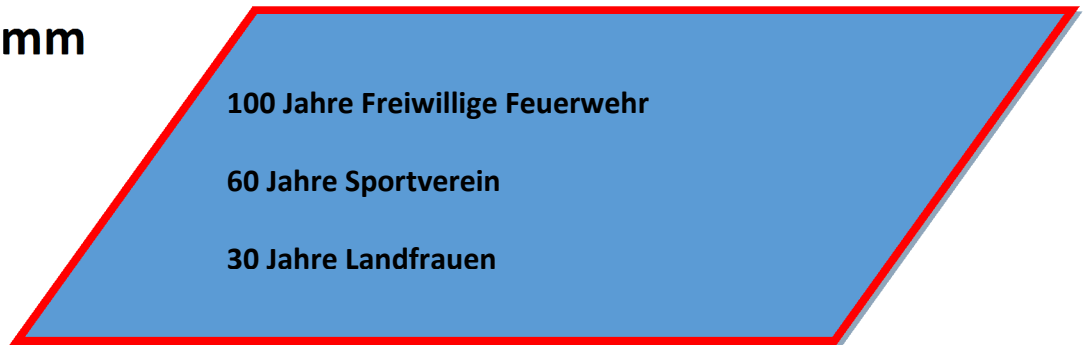 mm
100 Jahre Freiwillige Feuerwehr
60 Jahre Sportverein
30 Jahre Landfrauen